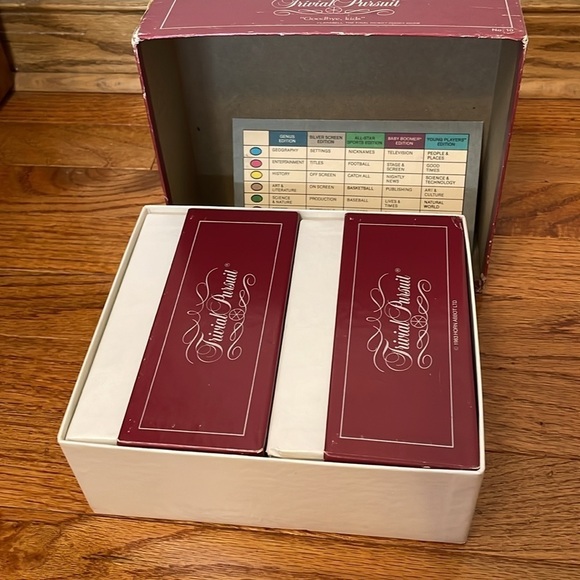 Trivial Pursuit
"Goodbye, kids"
No. 10
GENUS EDITION SILVER SCREEN EDITION ALL-STAR SPORTS EDITION BABY BOOMER EDITION YOUNG PLAYERS EDITION
GEOGRAPHY SETTINGS NICKNAMES TELEVISION PEOPLE & PLACES
ENTERTAINMENT TITLES FOOTBALL STAGE & SCREEN GOOD TIMES
HISTORY OFF SCREEN CATCH-ALL NIGHTLY NEWS SCIENCE & TECHNOLOGY
ART & LITERATURE ON SCREEN BASKETBALL PUBLISHING ART & CULTURE
SCIENCE & NATURE PRODUCTION BASEBALL LIVES & TIMES NATURAL WORLD
Trivial Pursuit®
Trivial Pursuit®
© 1983 HORN ABBOT LTD